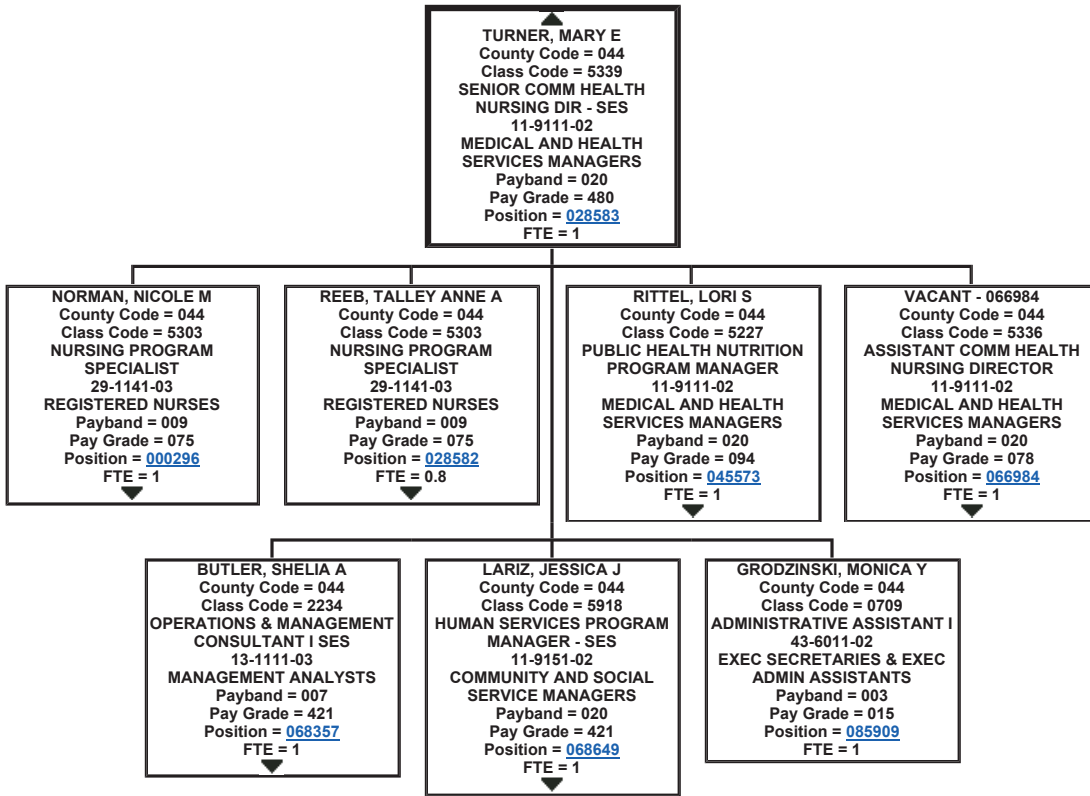 TURNER, MARY E
County Code = 044
Class Code = 5339
SENIOR COMM HEALTH
NURSING DIR - SES
11-9111-02
MEDICAL AND HEALTH
SERVICES MANAGERS
Payband = 020
Pay Grade = 480
Position = 028583
FTE = 1
NORMAN, NICOLE M
County Code = 044
Class Code = 5303
NURSING PROGRAM
SPECIALIST
29-1141-03
REGISTERED NURSES
Payband = 009
Pay Grade = 075
Position = 000296
FTE = 1
REEB, TALLEY ANNE A
County Code = 044
Class Code = 5303
NURSING PROGRAM
SPECIALIST
29-1141-03
REGISTERED NURSES
Payband = 009
Pay Grade = 075
Position = 028582
FTE = 0.8
RITTEL, LORI S
County Code = 044
Class Code = 5227
PUBLIC HEALTH NUTRITION
PROGRAM MANAGER
11-9111-02
MEDICAL AND HEALTH
SERVICES MANAGERS
Payband = 020
Pay Grade = 094
Position = 045573
FTE = 1
VACANT - 066984
County Code = 044
Class Code = 5336
ASSISTANT COMM HEALTH
NURSING DIRECTOR
11-9111-02
MEDICAL AND HEALTH
SERVICES MANAGERS
Payband = 020
Pay Grade = 078
Position = 066984
FTE = 1
BUTLER, SHELIA A
County Code = 044
Class Code = 2234
OPERATIONS & MANAGEMENT
CONSULTANT I SES
13-1111-03
MANAGEMENT ANALYSTS
Payband = 007
Pay Grade = 421
Position = 068357
FTE = 1
LARIZ, JESSICA J
County Code = 044
Class Code = 5918
HUMAN SERVICES PROGRAM
MANAGER - SES
11-9151-02
COMMUNITY AND SOCIAL
SERVICE MANAGERS
Payband = 020
Pay Grade = 421
Position = 068649
FTE = 1
GRODZINSKI, MONICA Y
County Code = 044
Class Code = 0709
ADMINISTRATIVE ASSISTANT I
43-6011-02
EXEC SECRETARIES & EXEC
ADMIN ASSISTANTS
Payband = 003
Pay Grade = 015
Position = 085909
FTE = 1